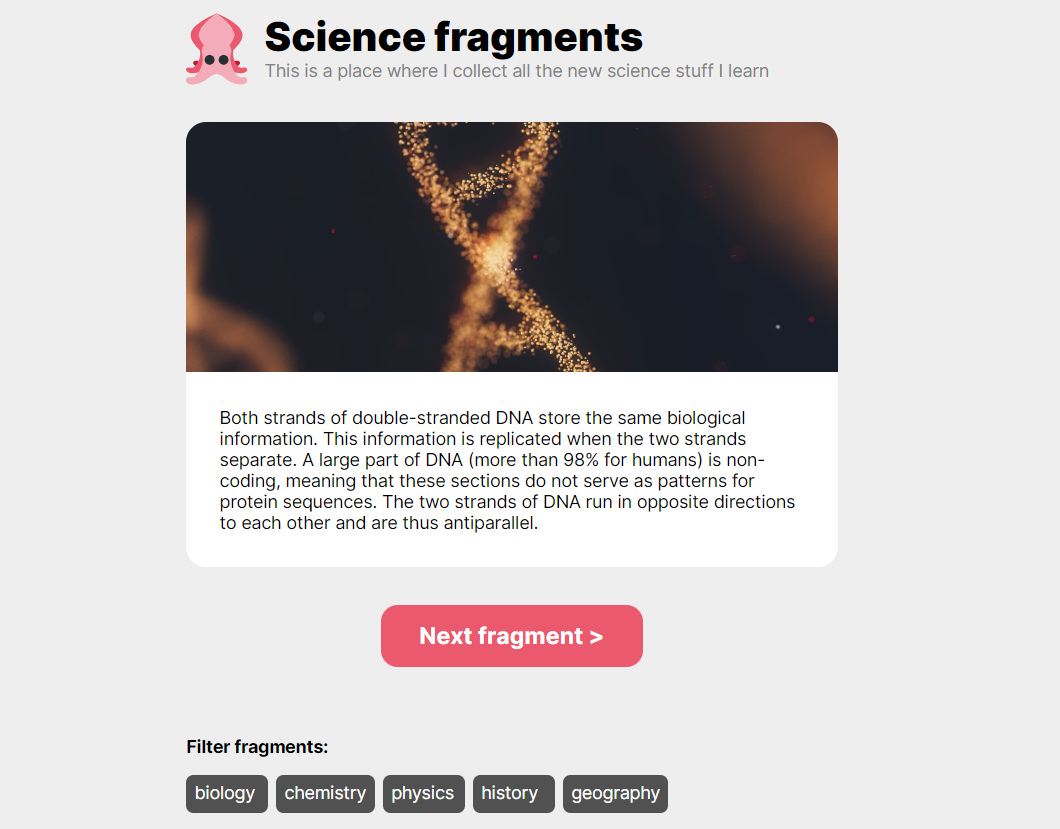 Science fragments
This is a place where I collect all the new science stuff I learn
Both strands of double-stranded DNA store the same biological
information. This information is replicated when the two strands
separate. A large part of DNA (more than 98% for humans) is non-
coding, meaning that these sections do not serve as patterns for
protein sequences. The two strands of DNA run in opposite directions
to each other and are thus antiparallel.
Next fragment >
Filter fragments:
biology chemistry physics history geography